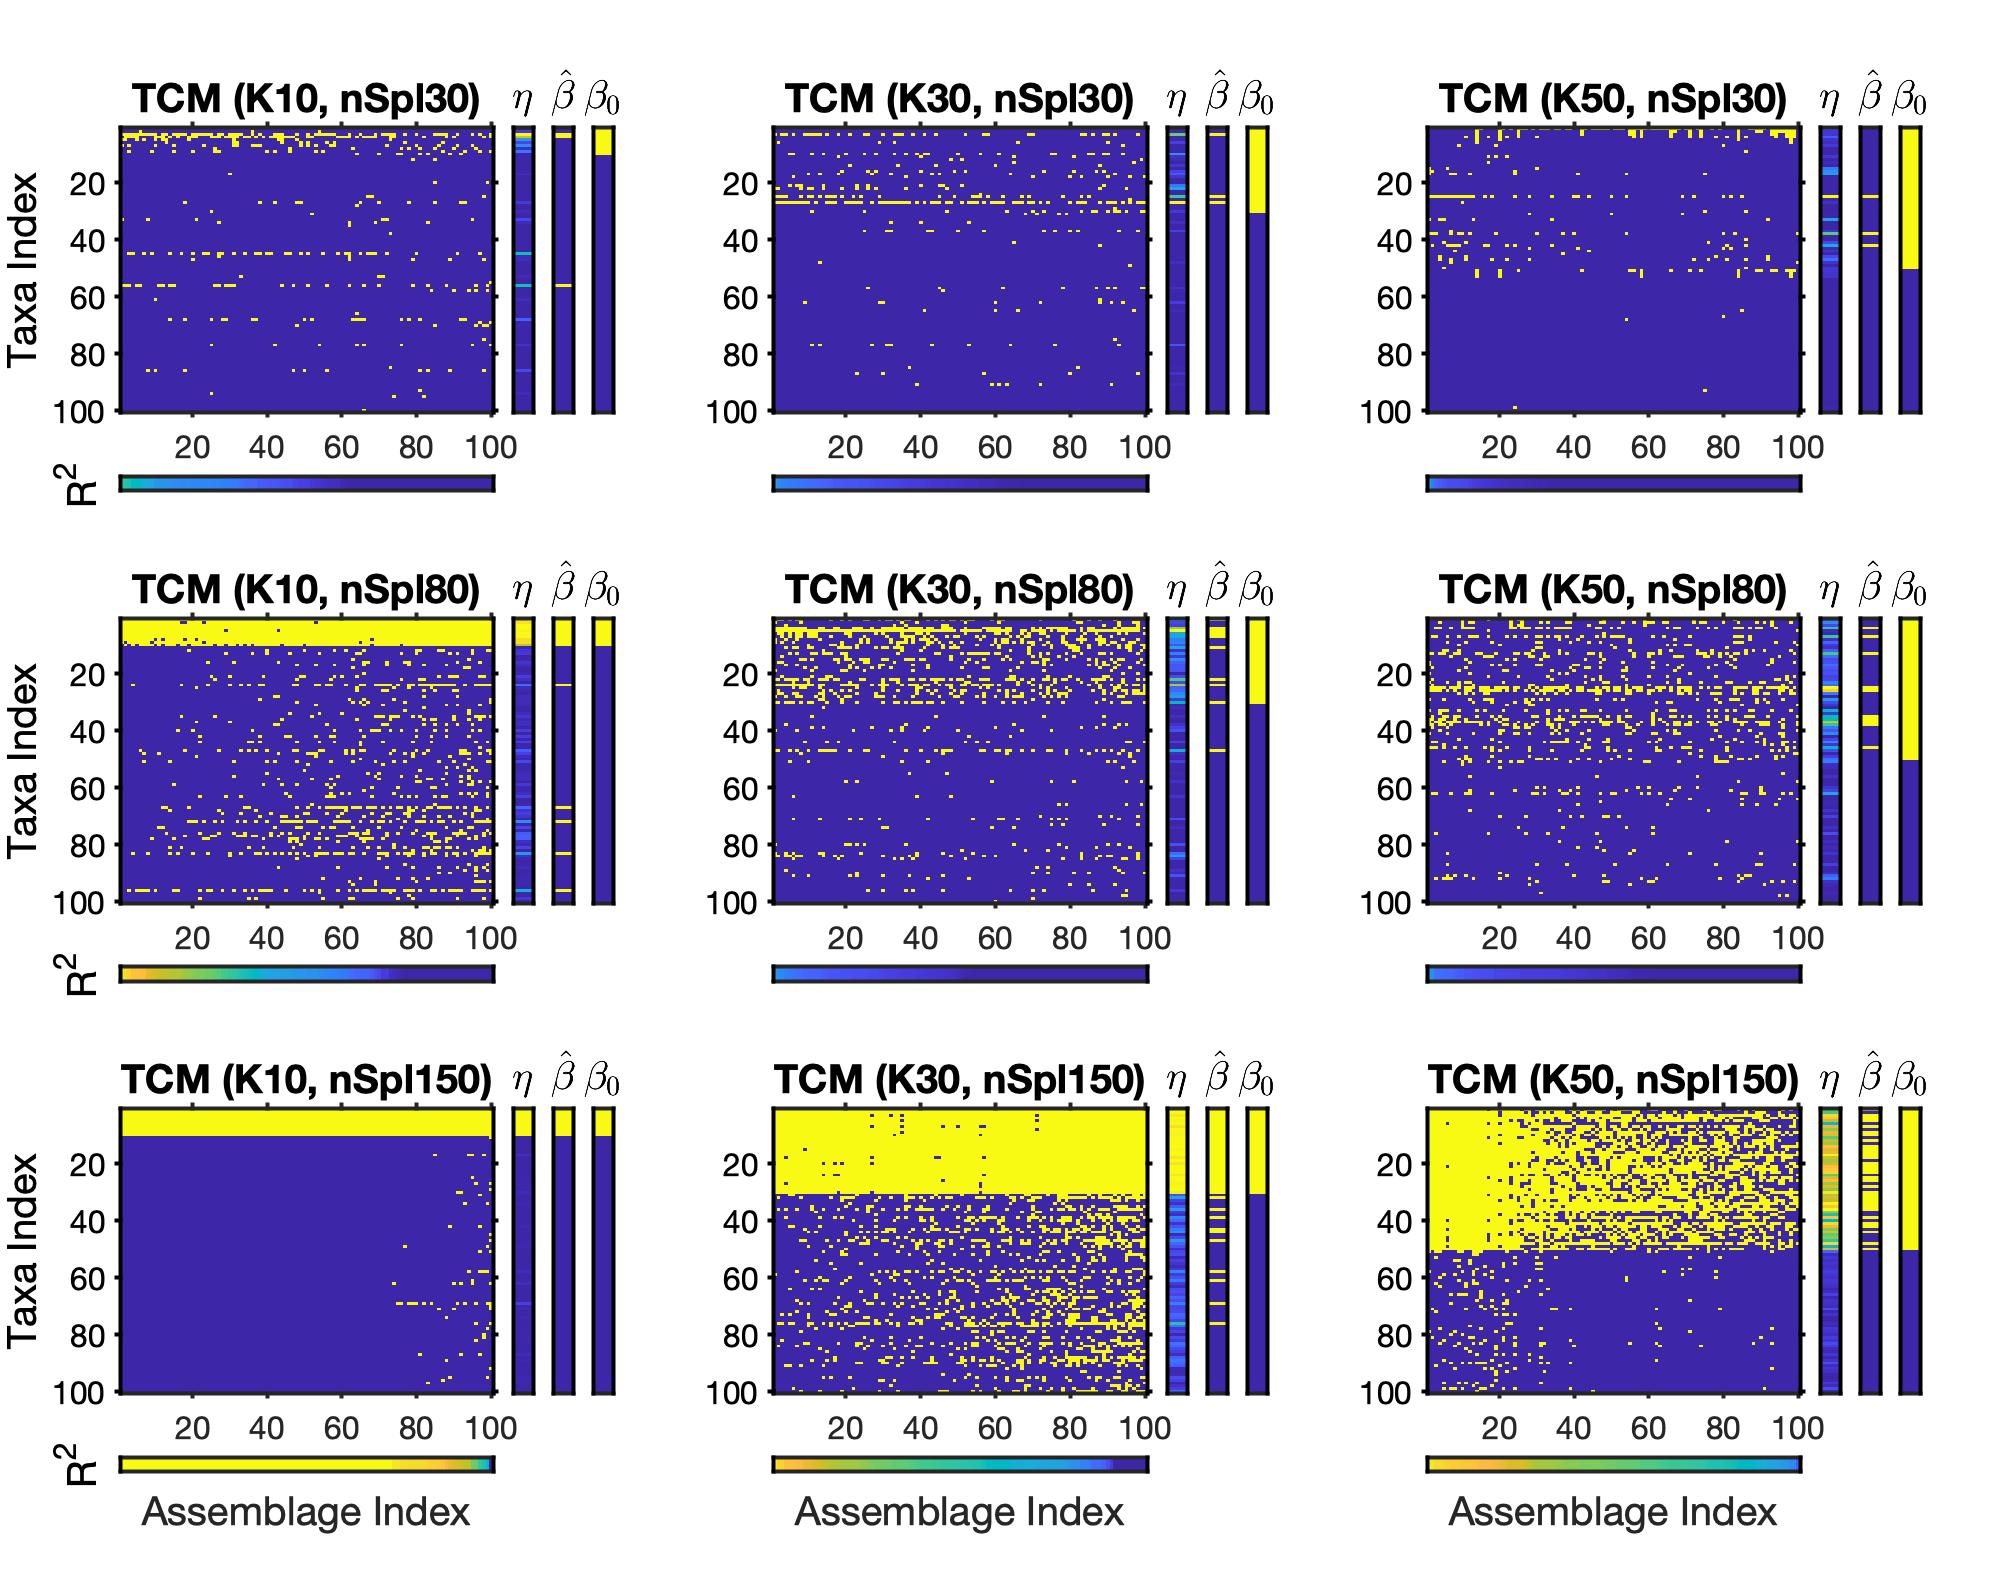 TCM (K10, nSpl30) η β̂ β₀
TCM (K30, nSpl30) η β̂ β₀
TCM (K50, nSpl30) η β̂ β₀
Taxa Index
20
40
60
80
100
20 40 60 80 100
R²
20
40
60
80
100
20 40 60 80 100
20
40
60
80
100
20 40 60 80 100
TCM (K10, nSpl80) η β̂ β₀
TCM (K30, nSpl80) η β̂ β₀
TCM (K50, nSpl80) η β̂ β₀
Taxa Index
20
40
60
80
100
20 40 60 80 100
R²
20
40
60
80
100
20 40 60 80 100
20
40
60
80
100
20 40 60 80 100
TCM (K10, nSpl150) η β̂ β₀
TCM (K30, nSpl150) η β̂ β₀
TCM (K50, nSpl150) η β̂ β₀
Taxa Index
20
40
60
80
100
20 40 60 80 100
R²
Assemblage Index
20
40
60
80
100
20 40 60 80 100
Assemblage Index
20
40
60
80
100
20 40 60 80 100
Assemblage Index